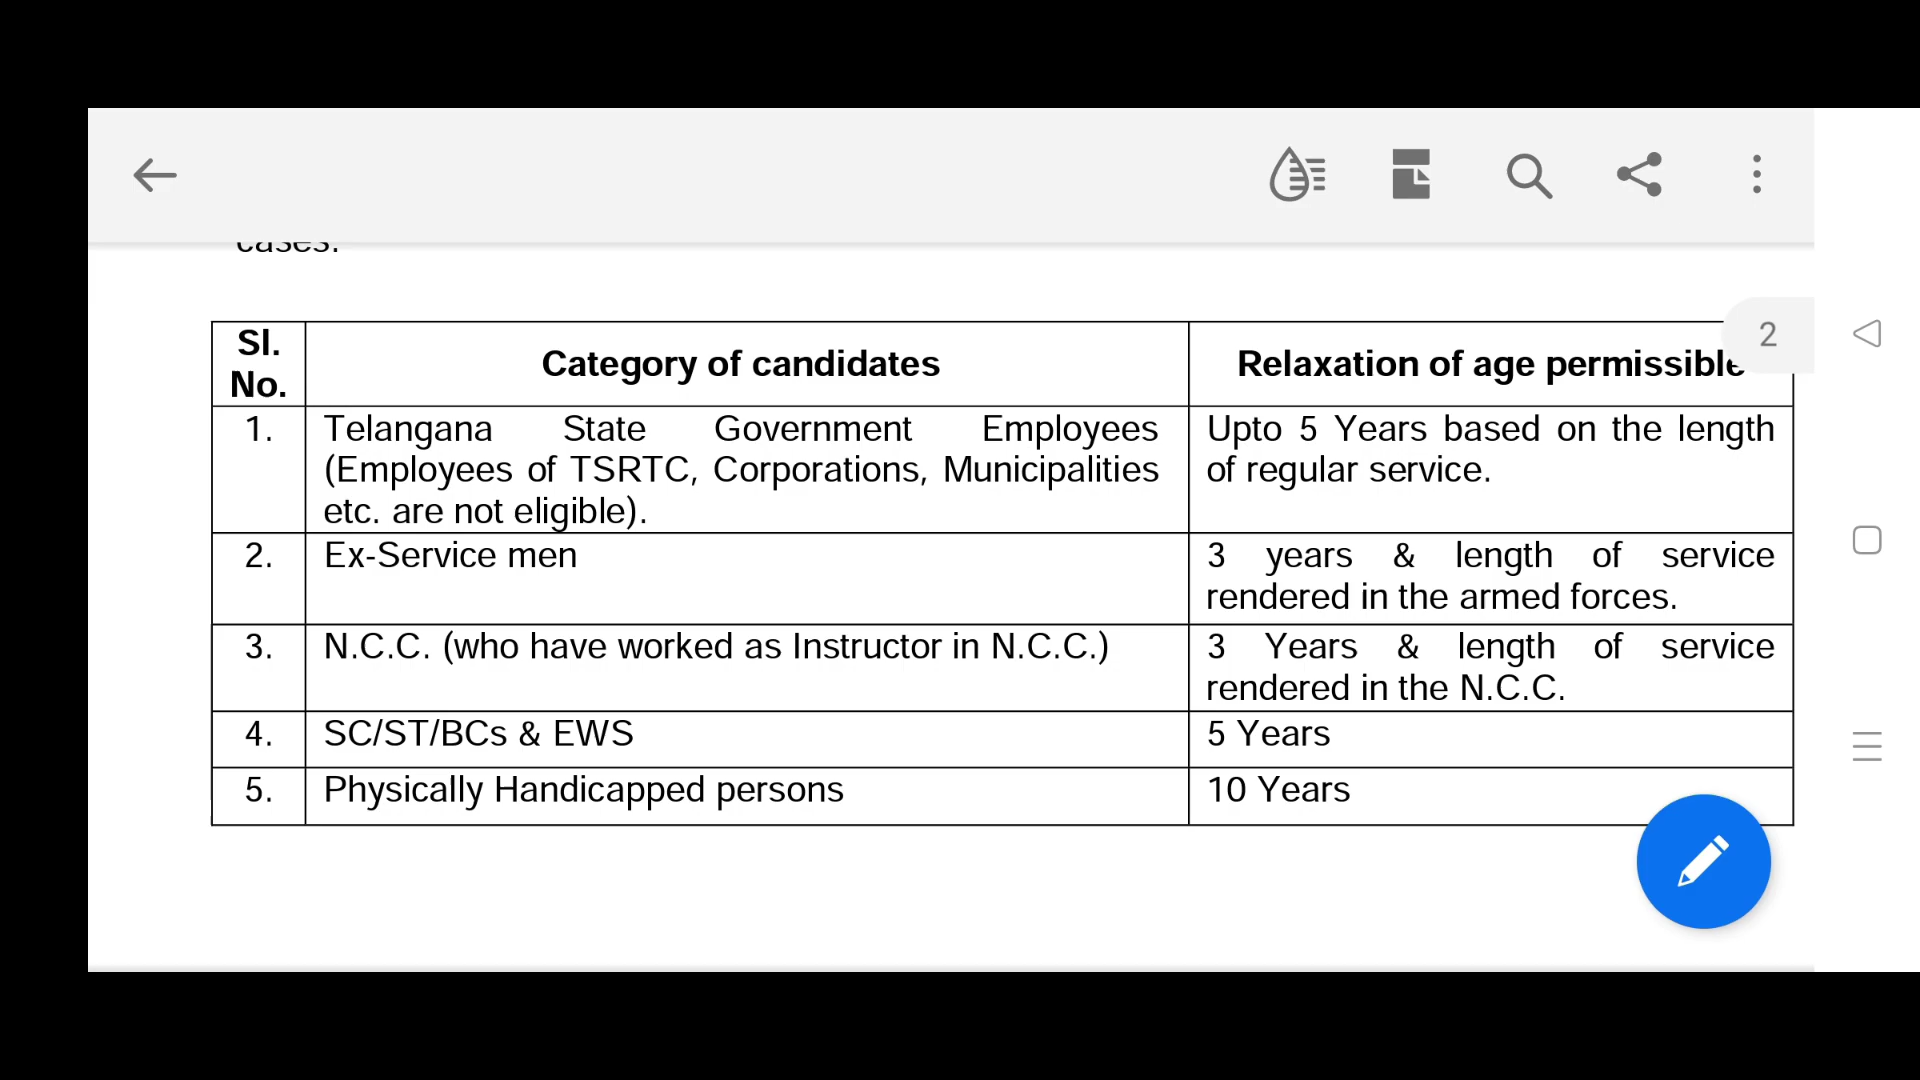 cases.
2
Sl.
No.
Category of candidates
Relaxation of age permissible
1.
Telangana State Government Employees
(Employees of TSRTC, Corporations, Municipalities
etc. are not eligible).
Upto 5 Years based on the length
of regular service.
2.
Ex-Service men
3 years & length of service
rendered in the armed forces.
3.
N.C.C. (who have worked as Instructor in N.C.C.)
3 Years & length of service
rendered in the N.C.C.
4.
SC/ST/BCs & EWS
5 Years
5.
Physically Handicapped persons
10 Years